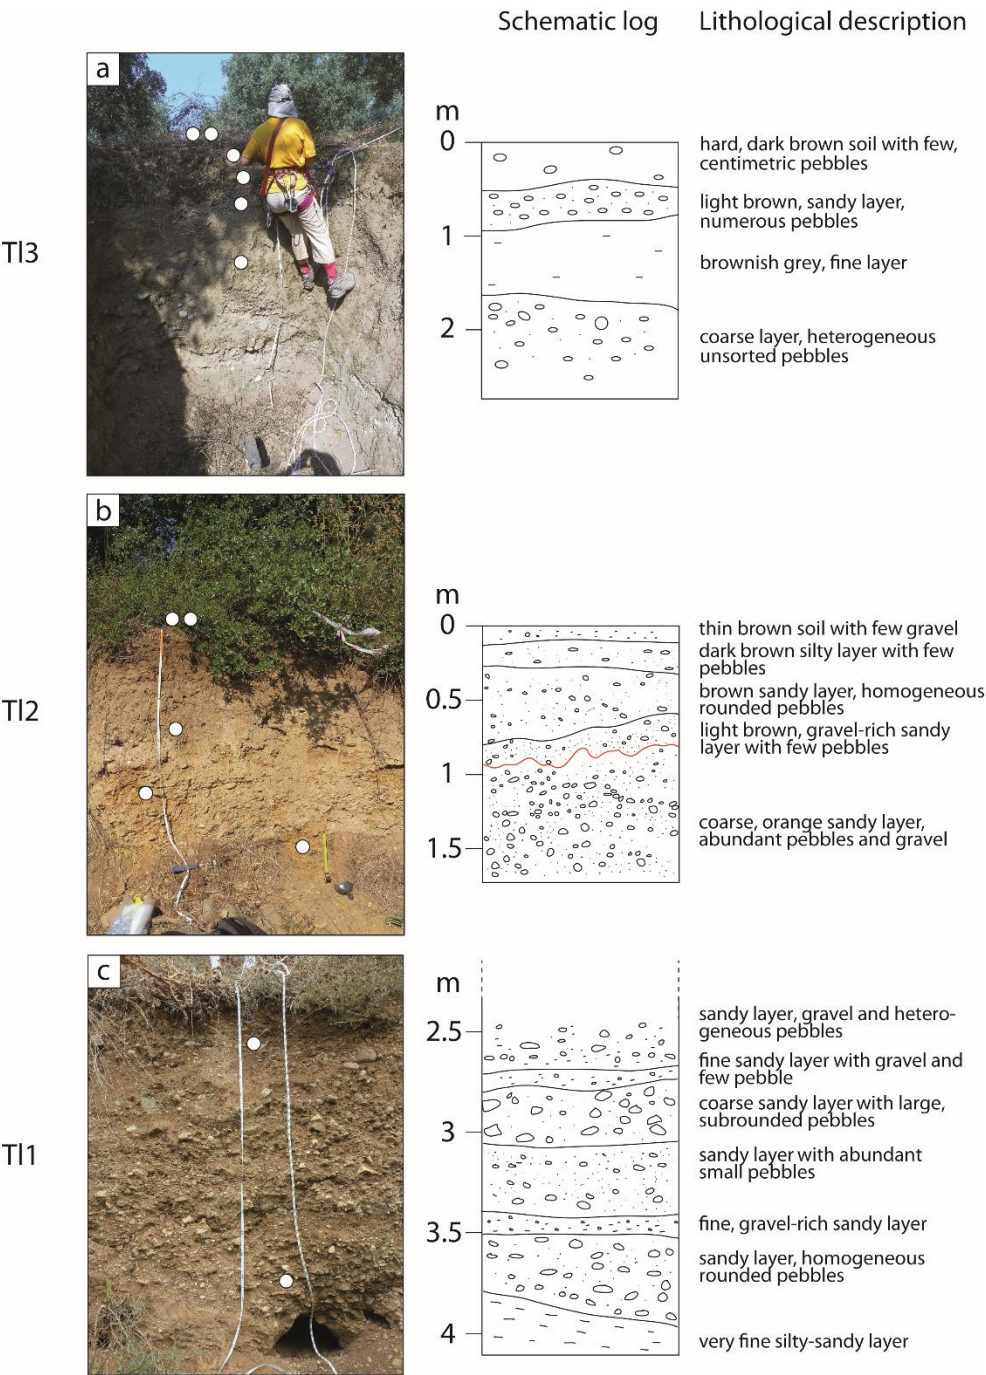 Schematic log
Lithological description
a
Tl3
m
0
1
2
hard, dark brown soil with few,
centimetric pebbles
light brown, sandy layer,
numerous pebbles
brownish grey, fine layer
coarse layer, heterogeneous
unsorted pebbles
b
Tl2
m
0
0.5
1
1.5
thin brown soil with few gravel
dark brown silty layer with few
pebbles
brown sandy layer, homogeneous
rounded pebbles
light brown, gravel-rich sandy
layer with few pebbles
coarse, orange sandy layer,
abundant pebbles and gravel
c
Tl1
m
2.5
3
3.5
4
sandy layer, gravel and hetero-
geneous pebbles
fine sandy layer with gravel and
few pebble
coarse sandy layer with large,
subrounded pebbles
sandy layer with abundant
small pebbles
fine, gravel-rich sandy layer
sandy layer, homogeneous
rounded pebbles
very fine silty-sandy layer